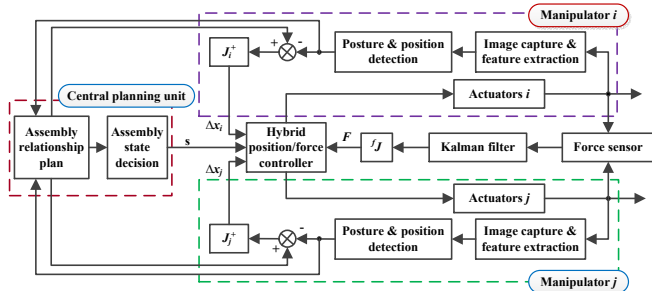 Manipulator i
J_i^+
+
-
Posture & position
detection
Image capture &
feature extraction
Actuators i
Central planning unit
Assembly
relationship
plan
Assembly
state
decision
s
Δx_i
Δx_j
Hybrid
position/force
controller
F
^fJ
Kalman filter
Force sensor
Actuators j
J_j^+
-
+
Posture & position
detection
Image capture &
feature extraction
Manipulator j